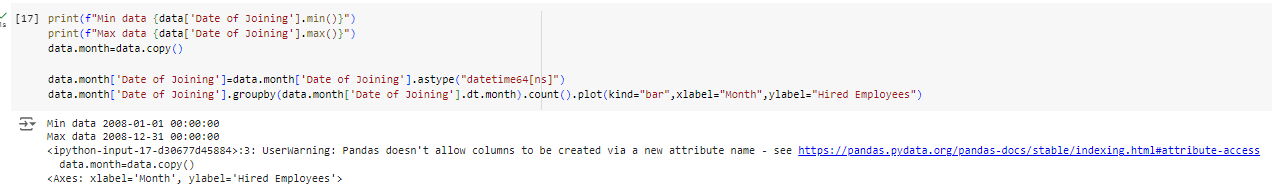 [17] print(f"Min data {data['Date of Joining'].min()}")
print(f"Max data {data['Date of Joining'].max()}")
data.month=data.copy()
data.month['Date of Joining']=data.month['Date of Joining'].astype("datetime64[ns]")
data.month['Date of Joining'].groupby(data.month['Date of Joining'].dt.month).count().plot(kind="bar",xlabel="Month",ylabel="Hired Employees")
Min data 2008-01-01 00:00:00
Max data 2008-12-31 00:00:00
<ipython-input-17-d30677d45884>:3: UserWarning: Pandas doesn't allow columns to be created via a new attribute name - see https://pandas.pydata.org/pandas-docs/stable/indexing.html#attribute-access
data.month=data.copy()
<Axes: xlabel='Month', ylabel='Hired Employees'>